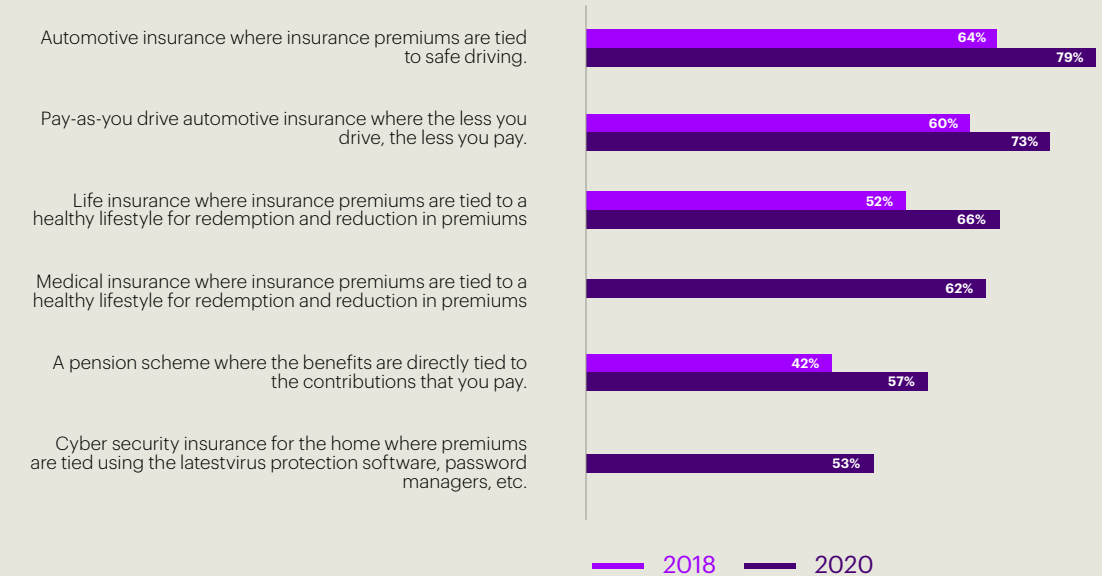 Automotive insurance where insurance premiums are tied
to safe driving.
64%
79%
Pay-as-you drive automotive insurance where the less you
drive, the less you pay.
60%
73%
Life insurance where insurance premiums are tied to a
healthy lifestyle for redemption and reduction in premiums
52%
66%
Medical insurance where insurance premiums are tied to a
healthy lifestyle for redemption and reduction in premiums
62%
A pension scheme where the benefits are directly tied to
the contributions that you pay.
42%
57%
Cyber security insurance for the home where premiums
are tied using the latestvirus protection software, password
managers, etc.
53%
2018 2020